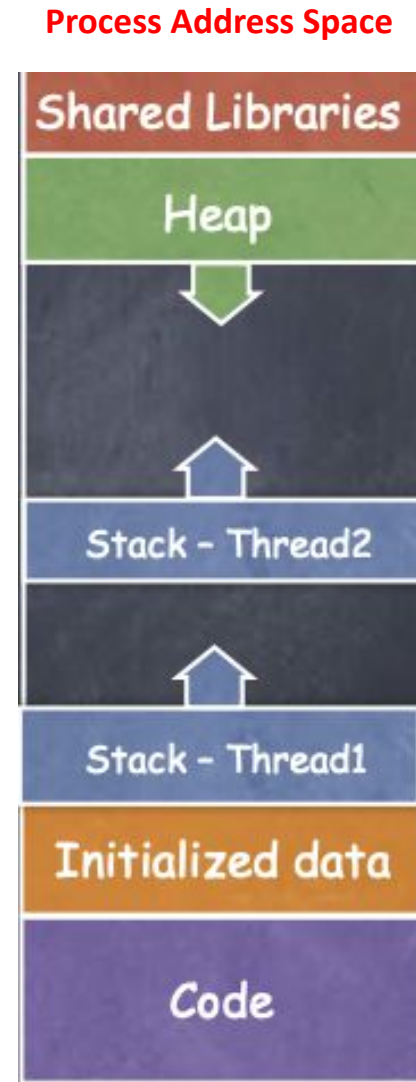 Process Address Space
Shared Libraries
Heap
Stack - Thread2
Stack - Thread1
Initialized data
Code